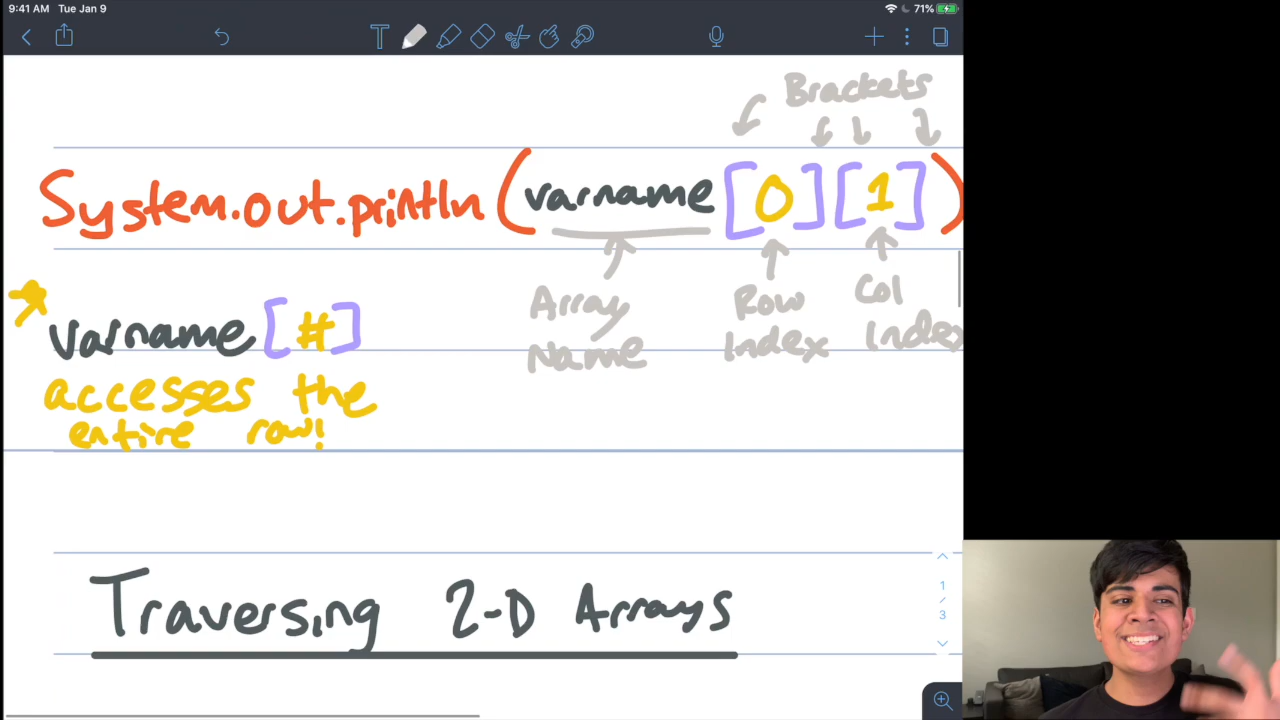 9:41 AM Tue Jan 9
71%
T
Brackets
System.out.println(varname[0][1])
Array Name
Row Index
Col Index
varname[#]
accesses the
entire row!
Traversing 2-D Arrays
1
/
3